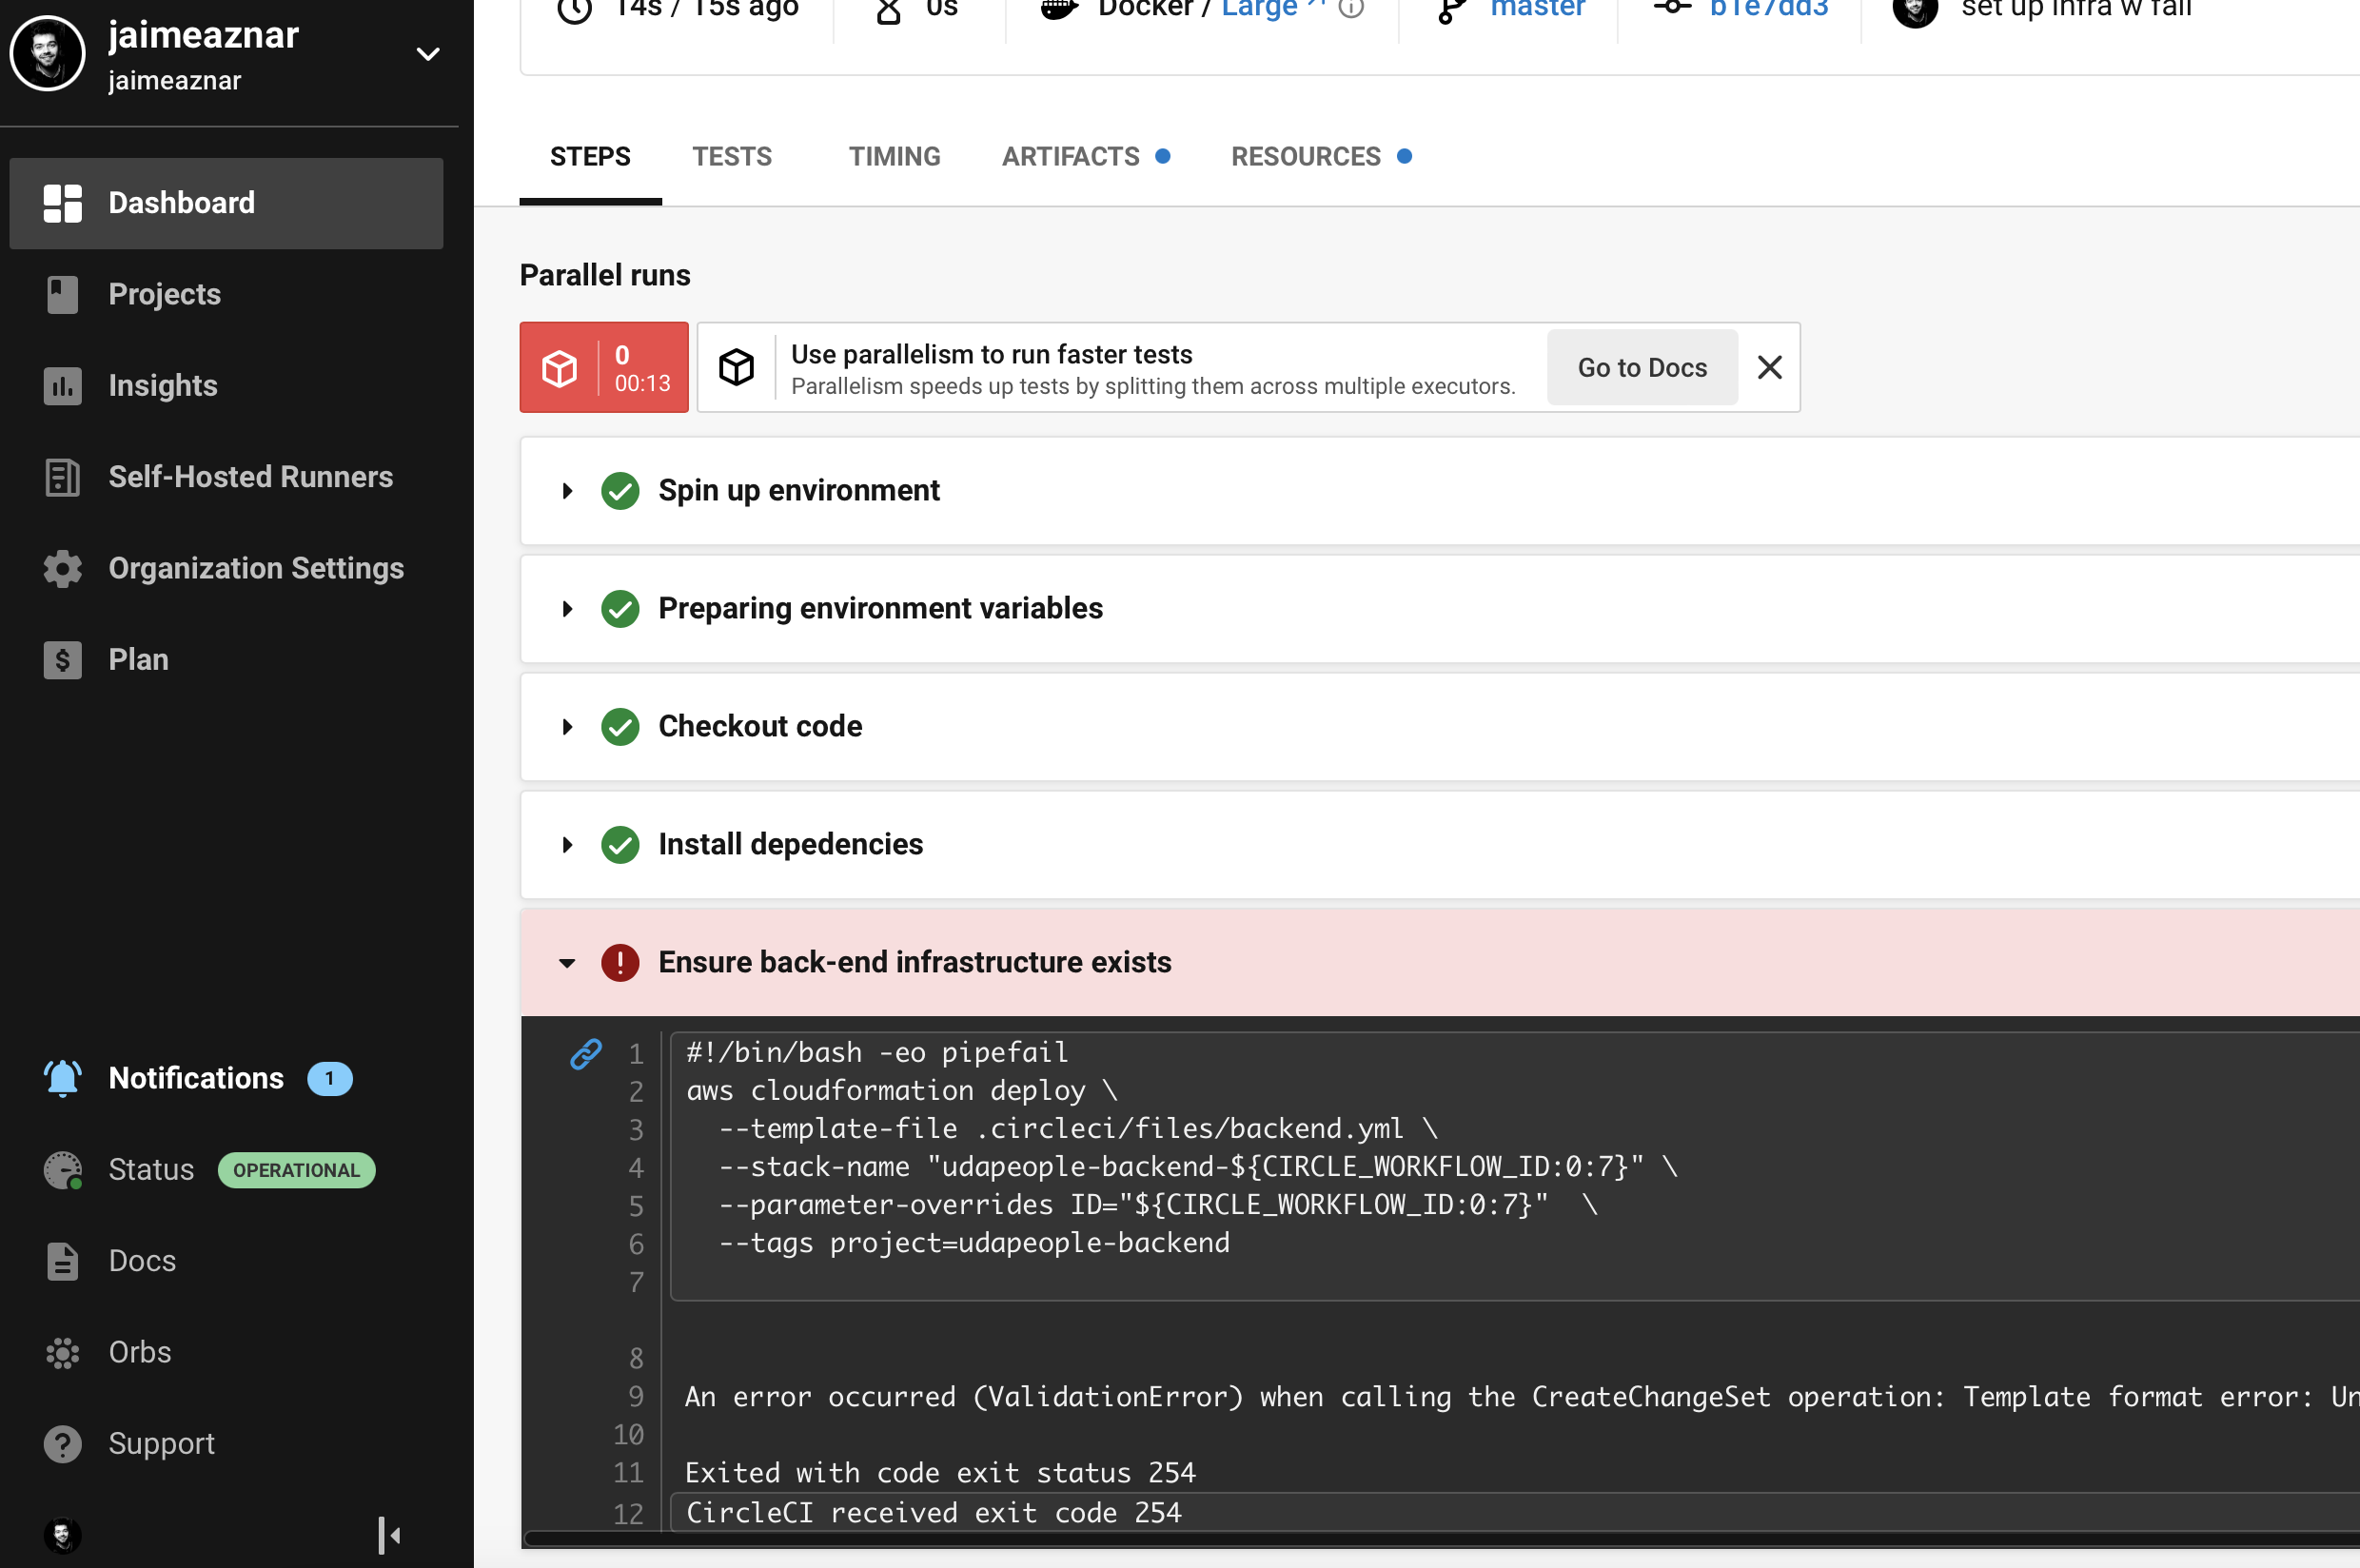 jaimeaznar
jaimeaznar
Dashboard
Projects
Insights
Self-Hosted Runners
Organization Settings
$ Plan
Notifications 1
Status OPERATIONAL
Docs
Orbs
? Support
14s / 15s ago
0s
Docker / Large
master
b1e7dd3
set up infra w fail
STEPS TESTS TIMING ARTIFACTS RESOURCES
Parallel runs
0
00:13
Use parallelism to run faster tests
Parallelism speeds up tests by splitting them across multiple executors.
Go to Docs
Spin up environment
Preparing environment variables
Checkout code
Install depedencies
Ensure back-end infrastructure exists
1 #!/bin/bash -eo pipefail
2 aws cloudformation deploy \
3 --template-file .circleci/files/backend.yml \
4 --stack-name "udapeople-backend-${CIRCLE_WORKFLOW_ID:0:7}" \
5 --parameter-overrides ID="${CIRCLE_WORKFLOW_ID:0:7}" \
6 --tags project=udapeople-backend
7
8
9 An error occurred (ValidationError) when calling the CreateChangeSet operation: Template format error: Un
10
11 Exited with code exit status 254
12 CircleCI received exit code 254